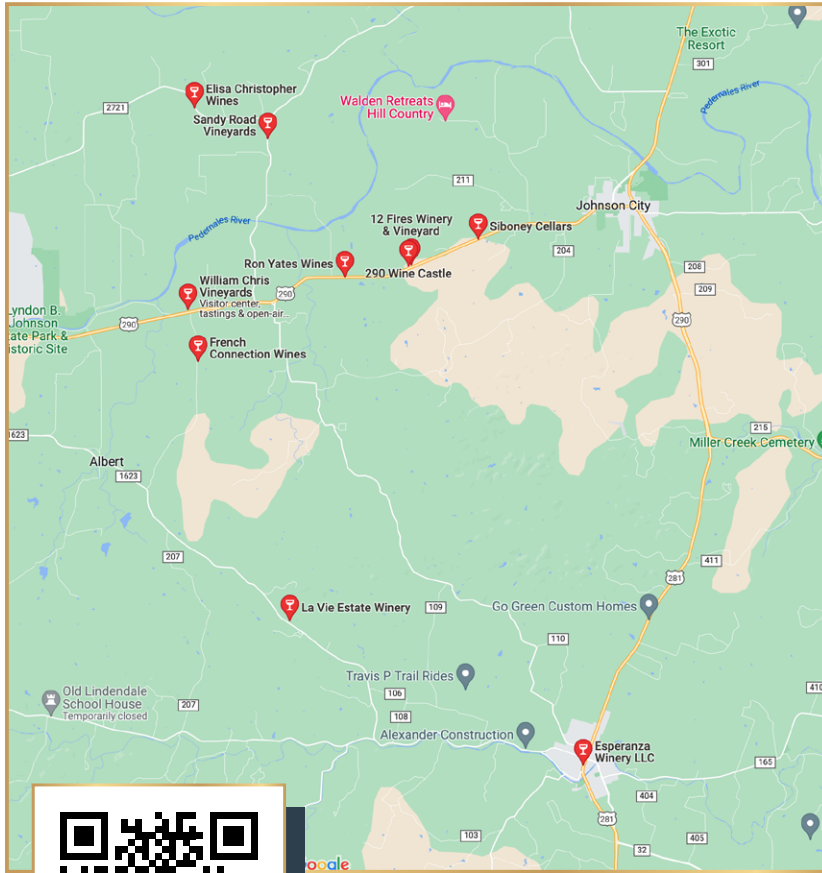 The Exotic
Resort
301
Pedernales River
Elisa Christopher
Wines
2721
Sandy Road
Vineyards
Walden Retreats
Hill Country
211
Johnson City
12 Fires Winery
& Vineyard
Siboney Cellars
204
Pedernales River
Ron Yates Wines
290 Wine Castle
208
209
William Chris
Vineyards
Visitor center,
tastings & open-air...
290
290
290
Lyndon B.
Johnson
ate Park &
istoric Site
French
Connection Wines
1623
215
Miller Creek Cemetery
Albert
1623
207
411
281
La Vie Estate Winery
109
Go Green Custom Homes
110
Travis P Trail Rides
Old Lindendale
School House
Temporarily closed
207
106
108
410
Alexander Construction
Esperanza
Winery LLC
165
404
281
103
405
32
oogle